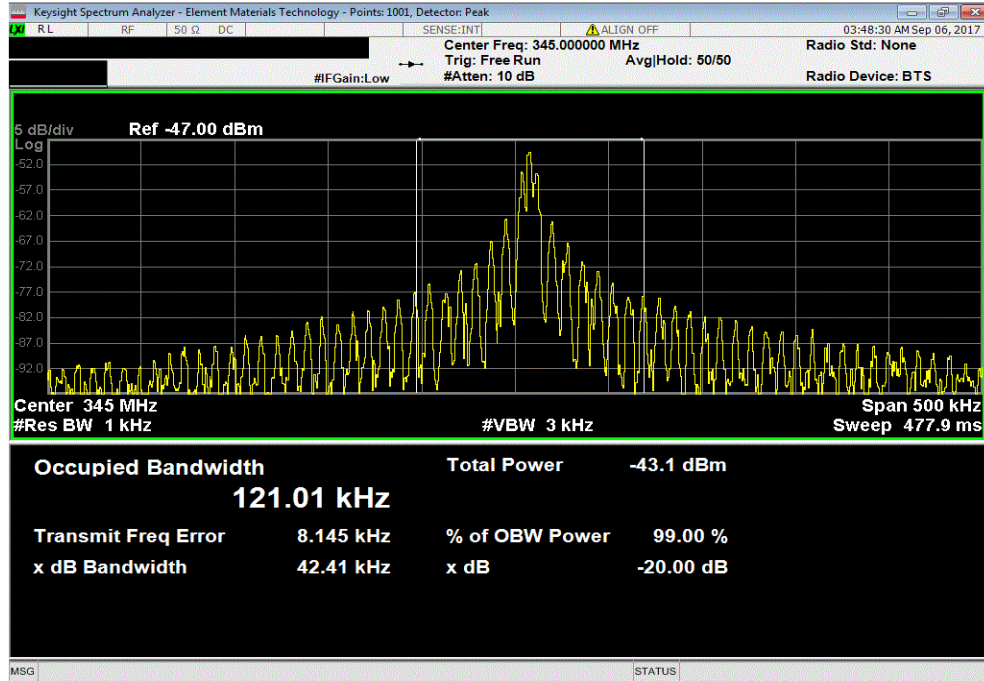 Keysight Spectrum Analyzer - Element Materials Technology - Points: 1001, Detector: Peak
LXI RL RF 50 Ω DC SENSE:INT ALIGN OFF 03:48:30 AM Sep 06, 2017
Center Freq: 345.000000 MHz Radio Std: None
Trig: Free Run Avg|Hold: 50/50
#IFGain:Low #Atten: 10 dB Radio Device: BTS
5 dB/div Ref -47.00 dBm
Log
-52.0
-57.0
-62.0
-67.0
-72.0
-77.0
-82.0
-87.0
-92.0
Center 345 MHz Span 500 kHz
#Res BW 1 kHz #VBW 3 kHz Sweep 477.9 ms
Occupied Bandwidth Total Power -43.1 dBm
121.01 kHz
Transmit Freq Error 8.145 kHz % of OBW Power 99.00 %
x dB Bandwidth 42.41 kHz x dB -20.00 dB
MSG STATUS